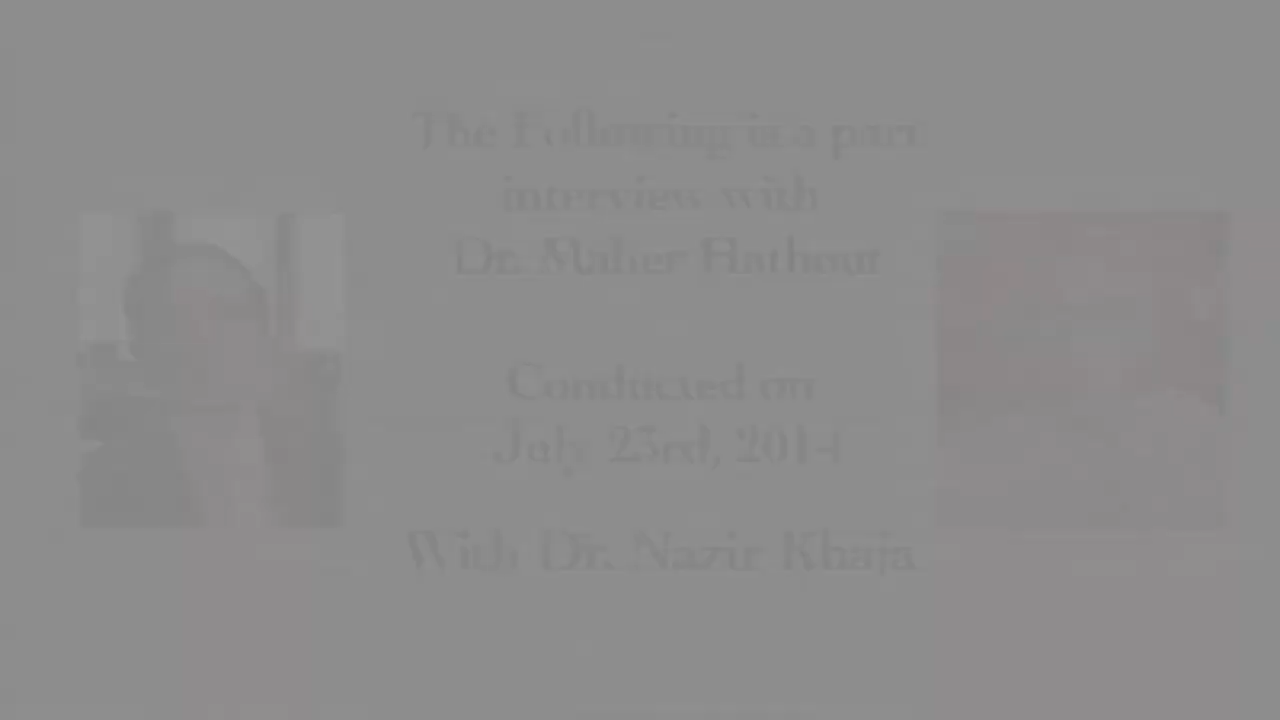 The Following is a part
interview with
Dr. Maher Hathout
Conducted on
July 23rd, 2014
With Dr. Nazir Khaja